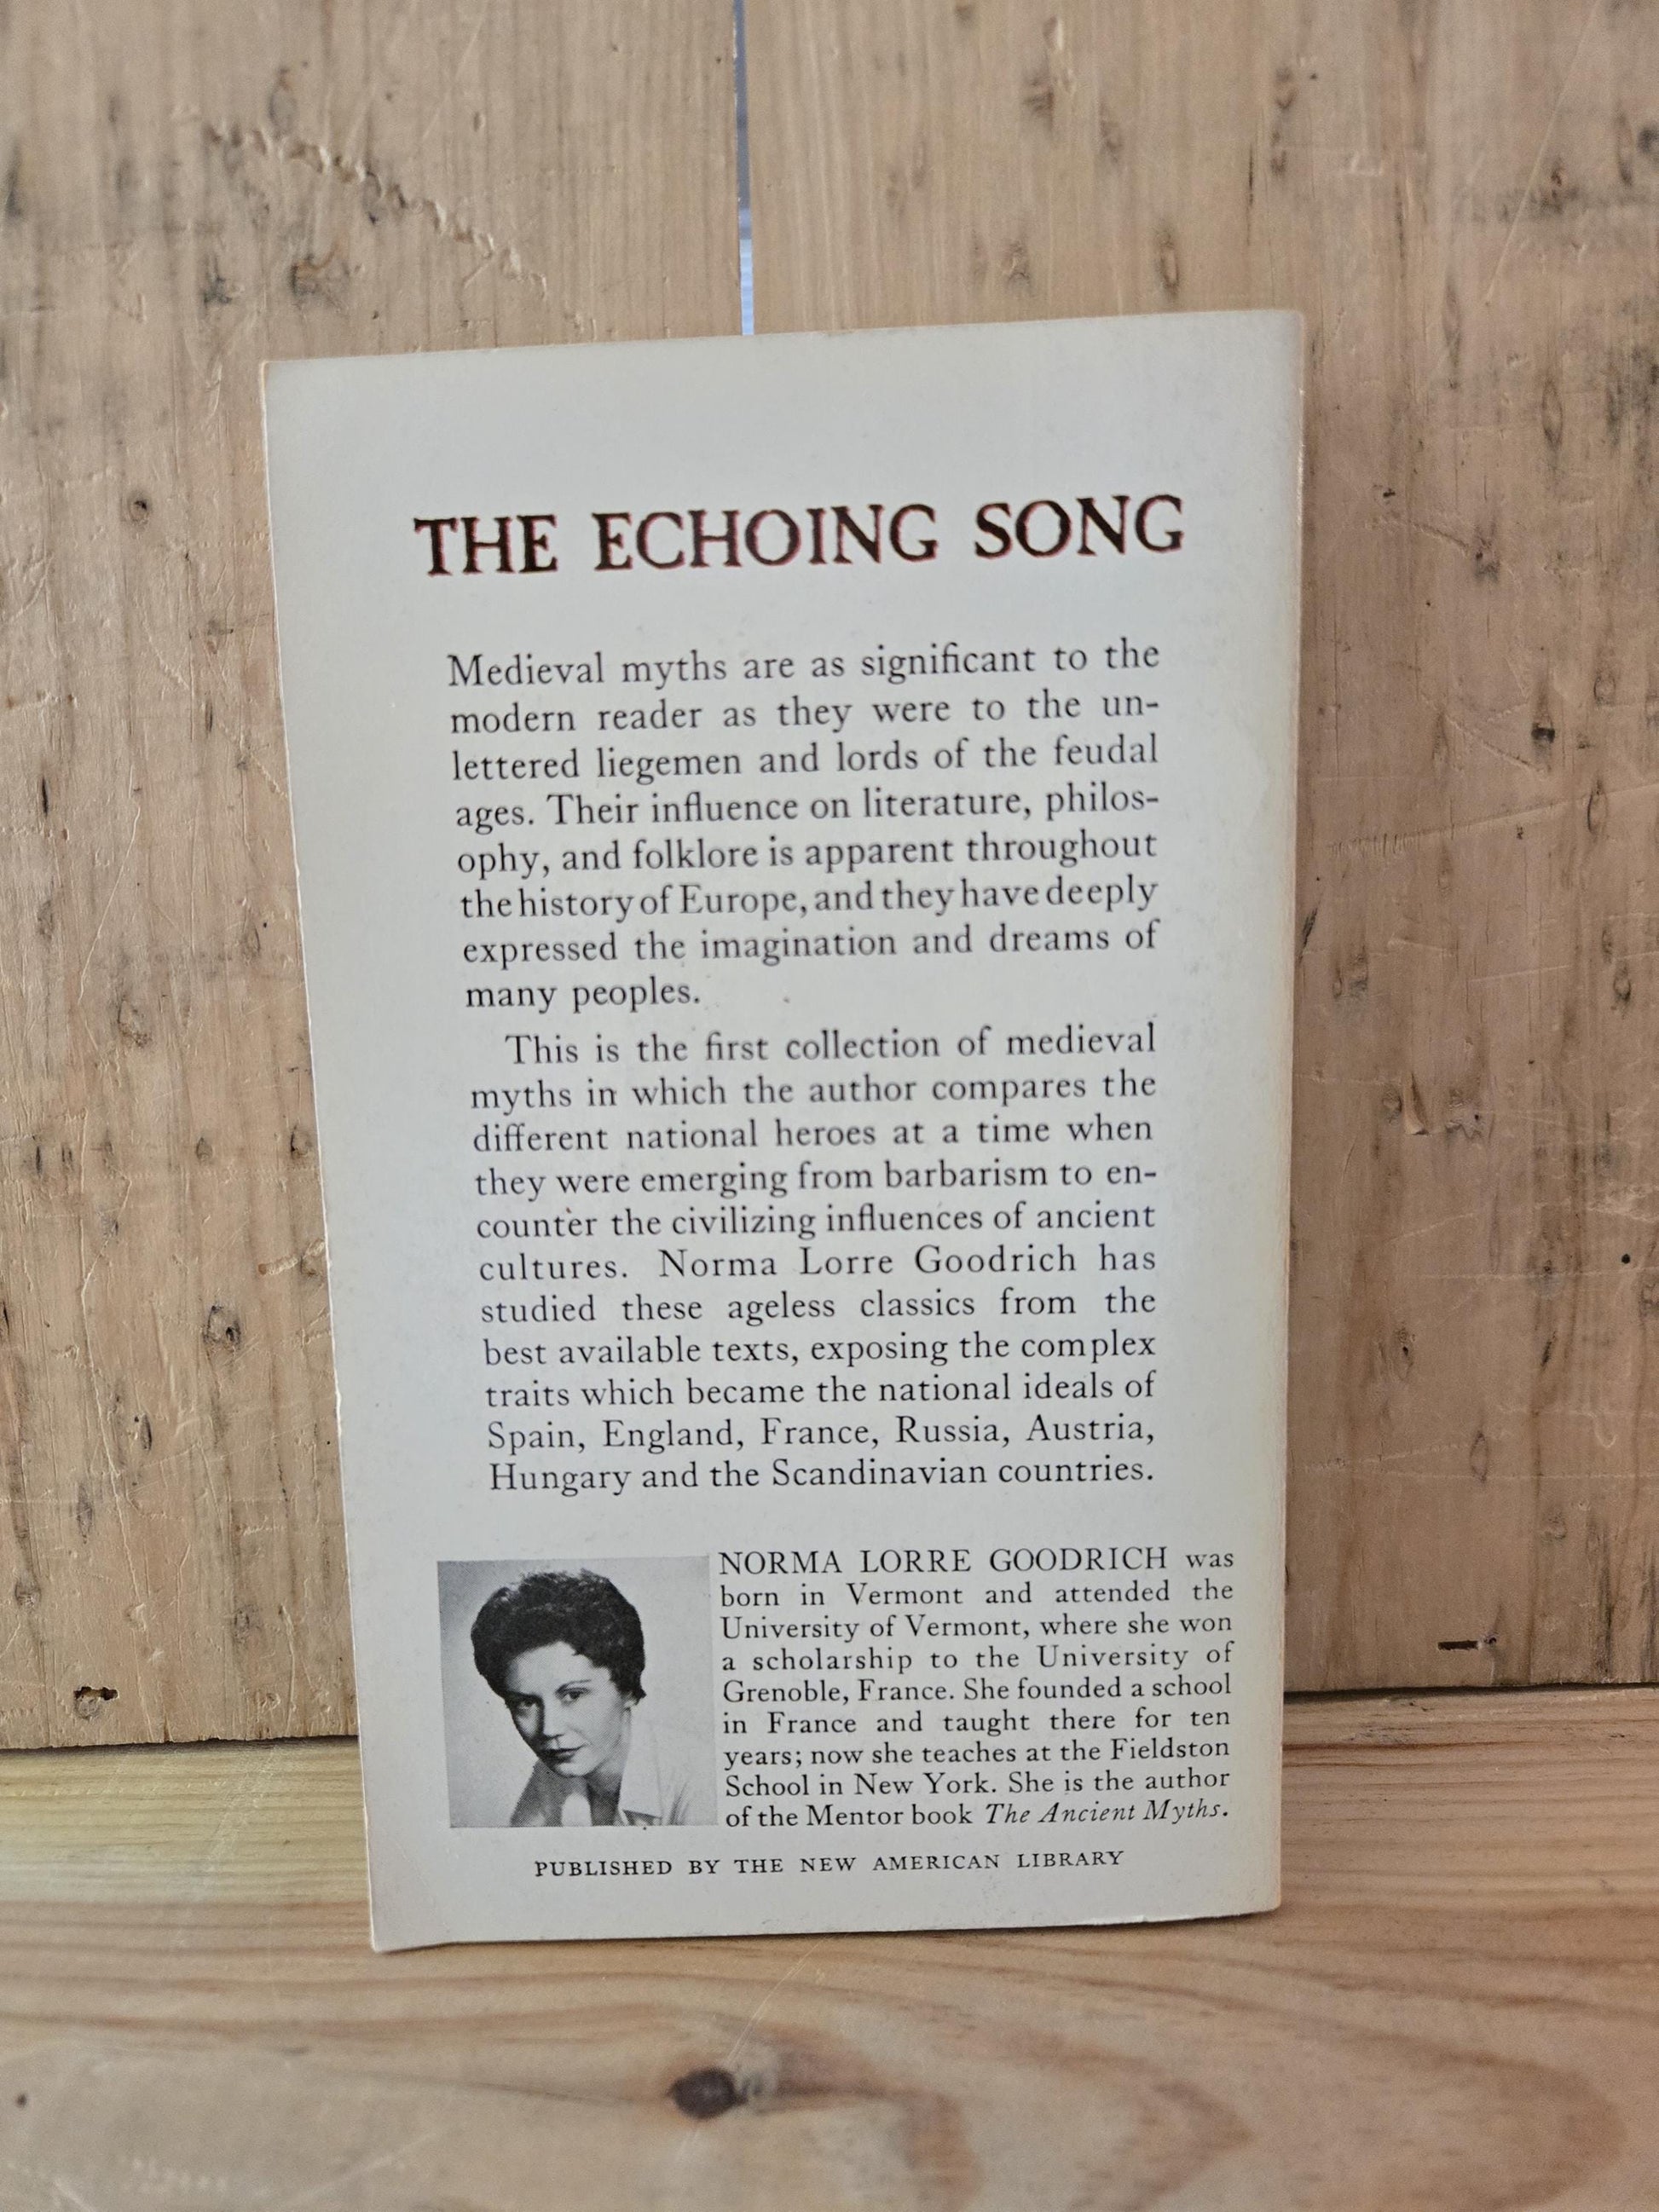 THE ECHOING SONG
Medieval myths are as significant to the
modern reader as they were to the un-
lettered liegemen and lords of the feudal
ages. Their influence on literature, philos-
ophy, and folklore is apparent throughout
the history of Europe, and they have deeply
expressed the imagination and dreams of
many peoples.
This is the first collection of medieval
myths in which the author compares the
different national heroes at a time when
they were emerging from barbarism to en-
counter the civilizing influences of ancient
cultures. Norma Lorre Goodrich has
studied these ageless classics from the
best available texts, exposing the complex
traits which became the national ideals of
Spain, England, France, Russia, Austria,
Hungary and the Scandinavian countries.
NORMA LORRE GOODRICH was
born in Vermont and attended the
University of Vermont, where she won
a scholarship to the University of
Grenoble, France. She founded a school
in France and taught there for ten
years; now she teaches at the Fieldston
School in New York. She is the author
of the Mentor book The Ancient Myths.
PUBLISHED BY THE NEW AMERICAN LIBRARY